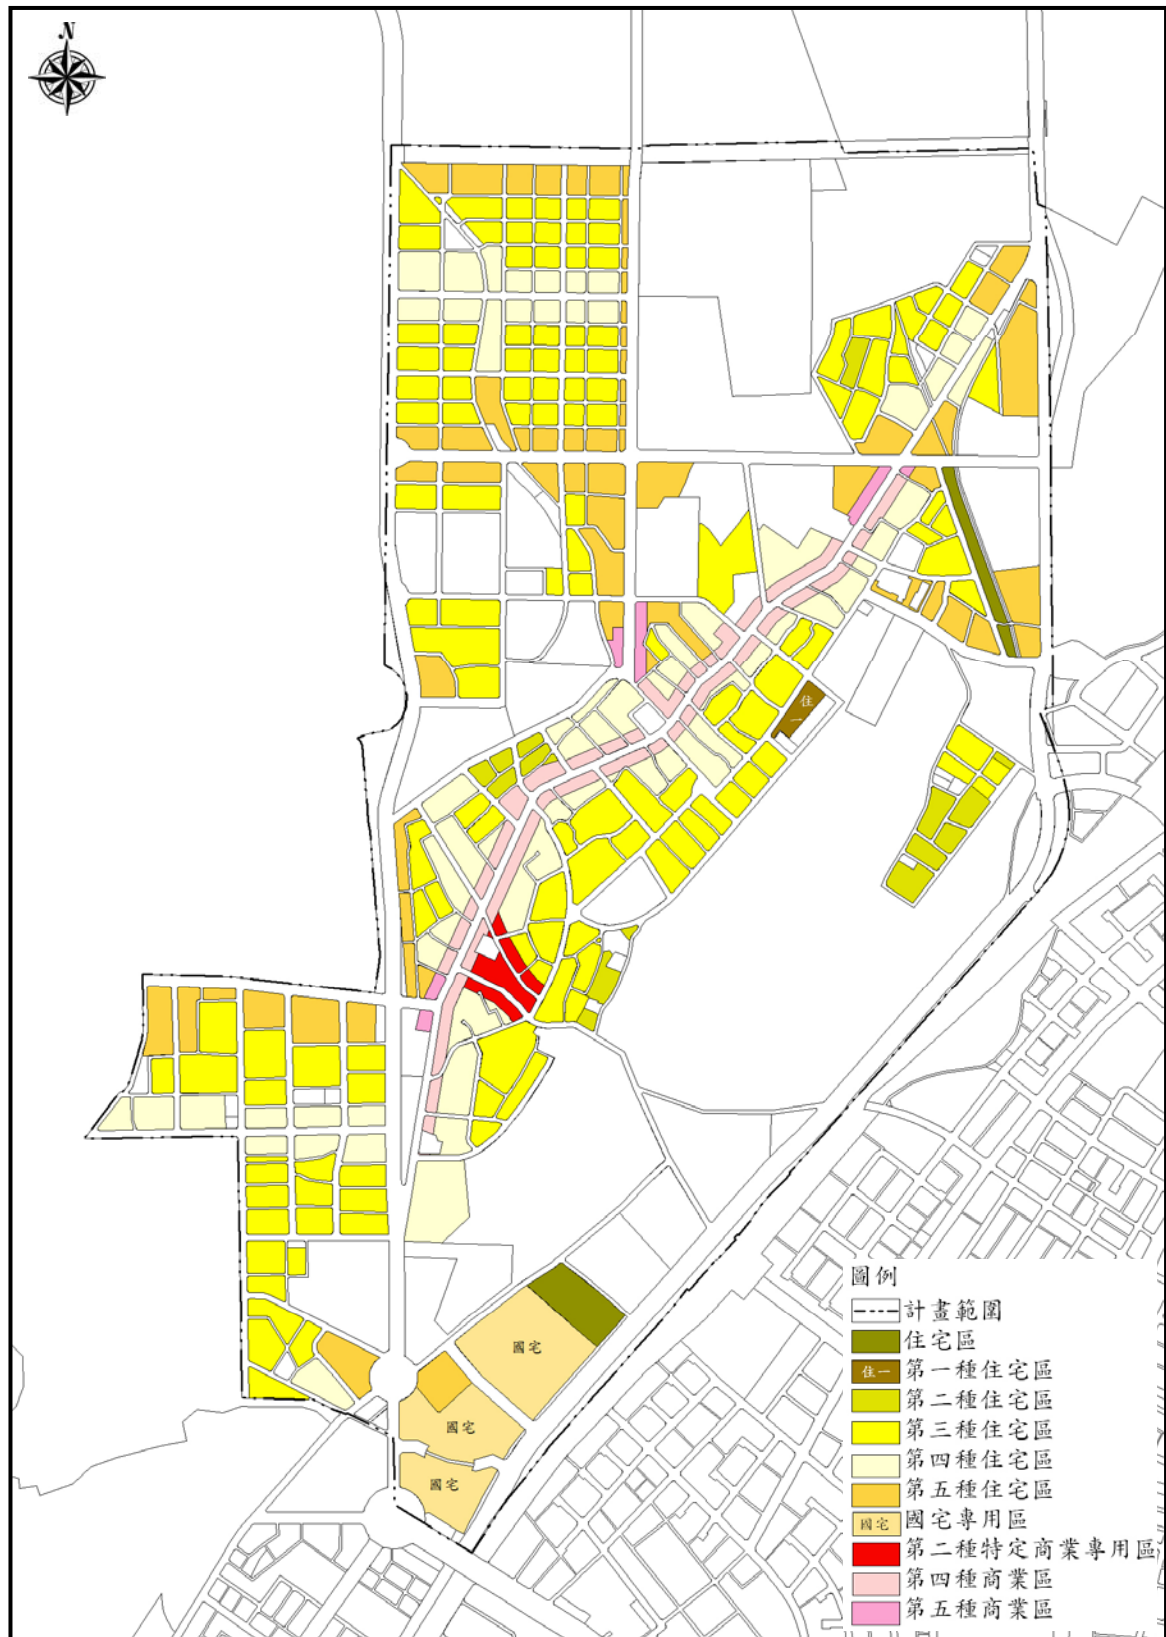 N
住
一
國宅
國宅
國宅
圖例
計畫範圍
住宅區
住一 第一種住宅區
第二種住宅區
第三種住宅區
第四種住宅區
第五種住宅區
國宅 國宅專用區
第二種特定商業專用區
第四種商業區
第五種商業區